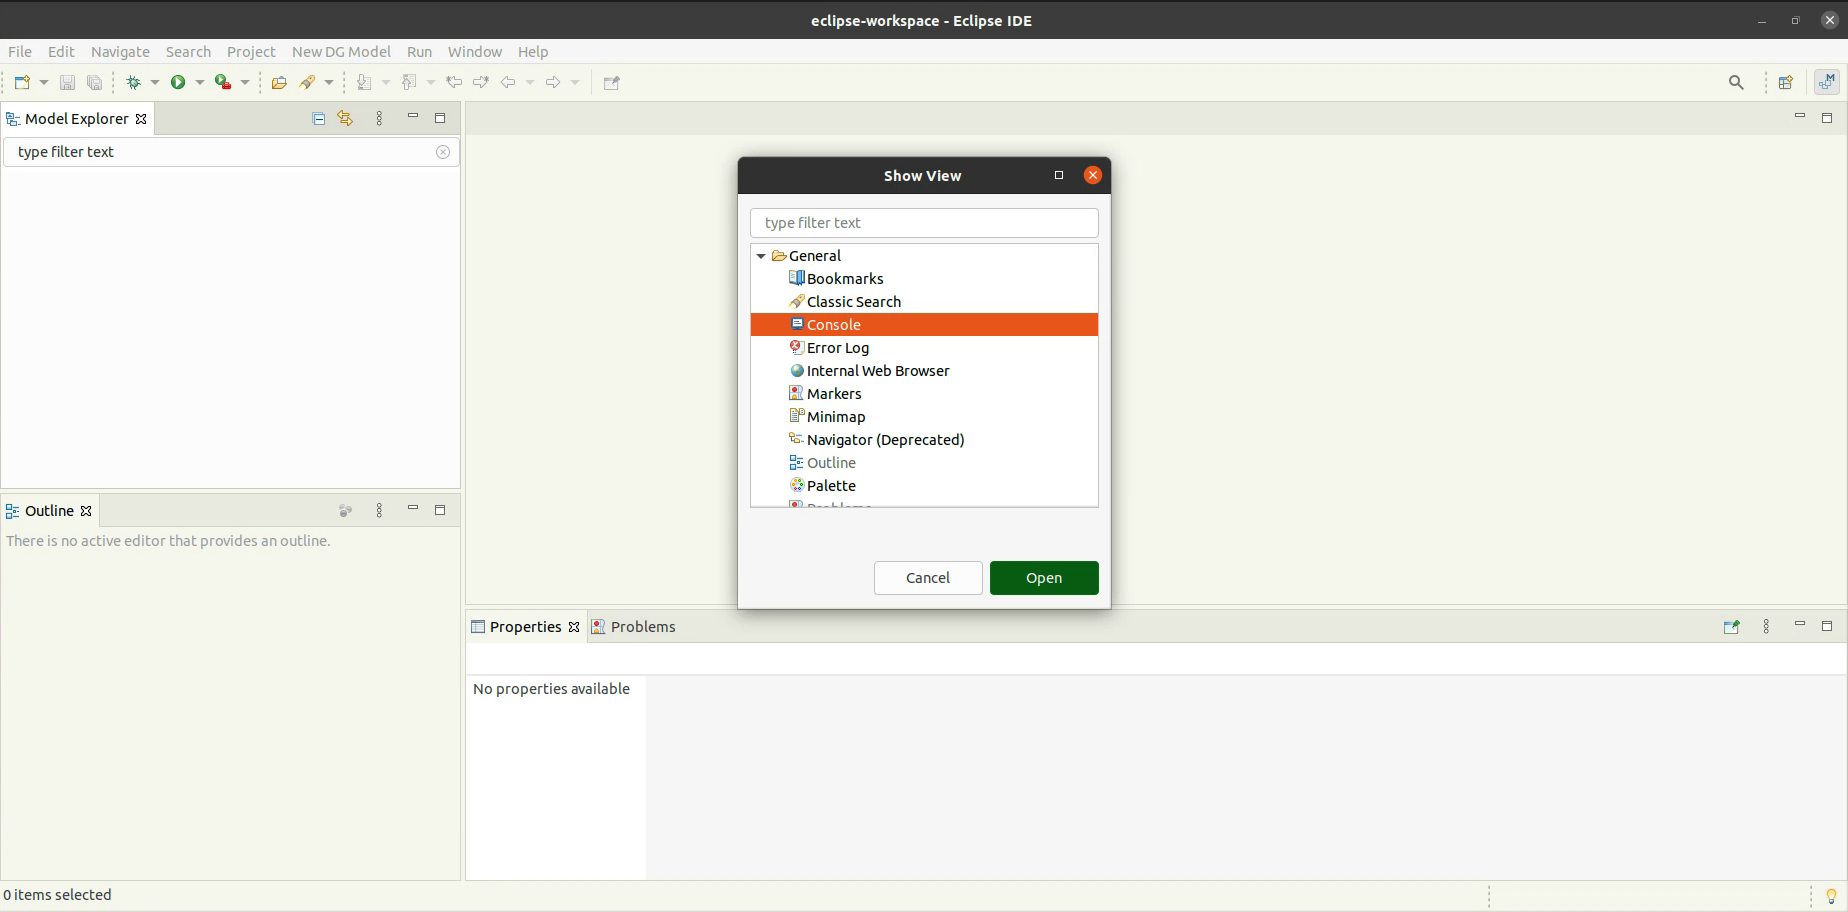 eclipse-workspace - Eclipse IDE
File Edit Navigate Search Project New DG Model Run Window Help
Model Explorer
type filter text
Show View
type filter text
General
Bookmarks
Classic Search
Console
Error Log
Internal Web Browser
Markers
Minimap
Navigator (Deprecated)
Outline
Palette
Problems
Cancel Open
Outline
There is no active editor that provides an outline.
Properties Problems
No properties available
0 items selected